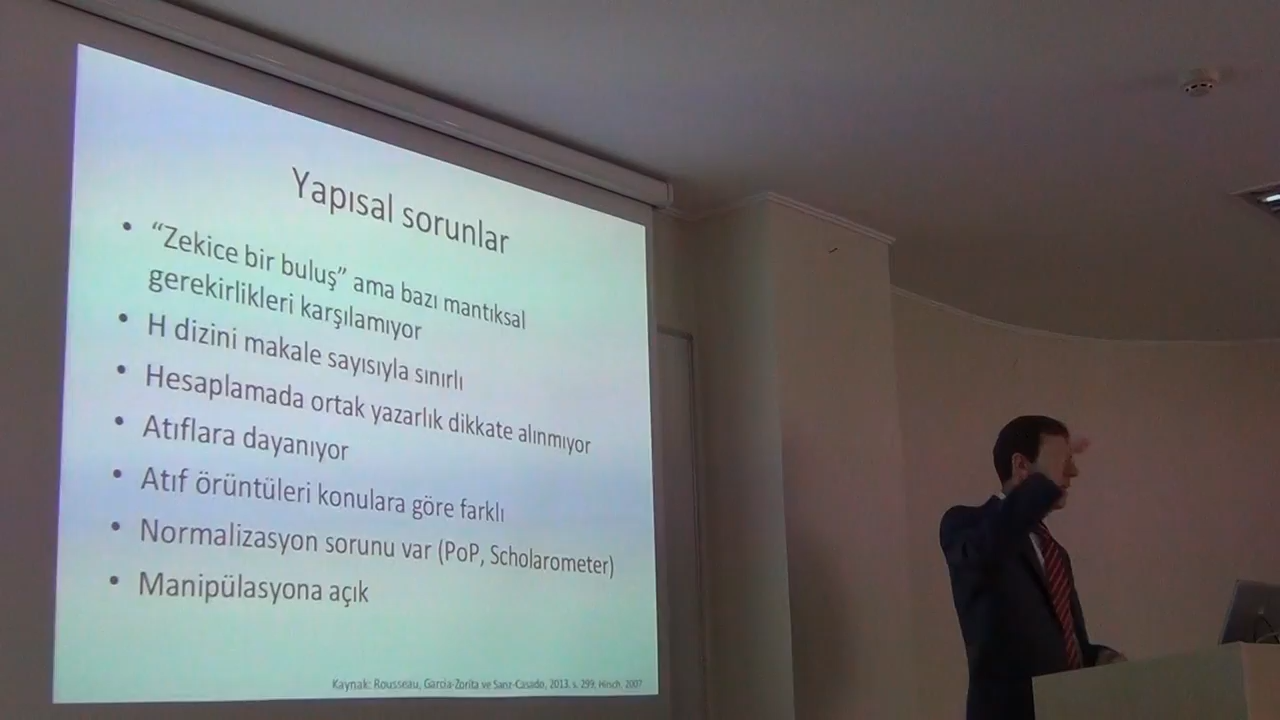 Yapısal sorunlar
• “Zekice bir buluş” ama bazı mantıksal
gerekirlikleri karşılamıyor
• H dizini makale sayısıyla sınırlı
• Hesaplamada ortak yazarlık dikkate alınmıyor
• Atıflara dayanıyor
• Atıf örüntüleri konulara göre farklı
• Normalizasyon sorunu var (PoP, Scholarometer)
• Manipülasyona açık
Kaynak: Rousseau, Garcia-Zorita ve Sanz-Casado, 2013. s. 299, Hirsch, 2007